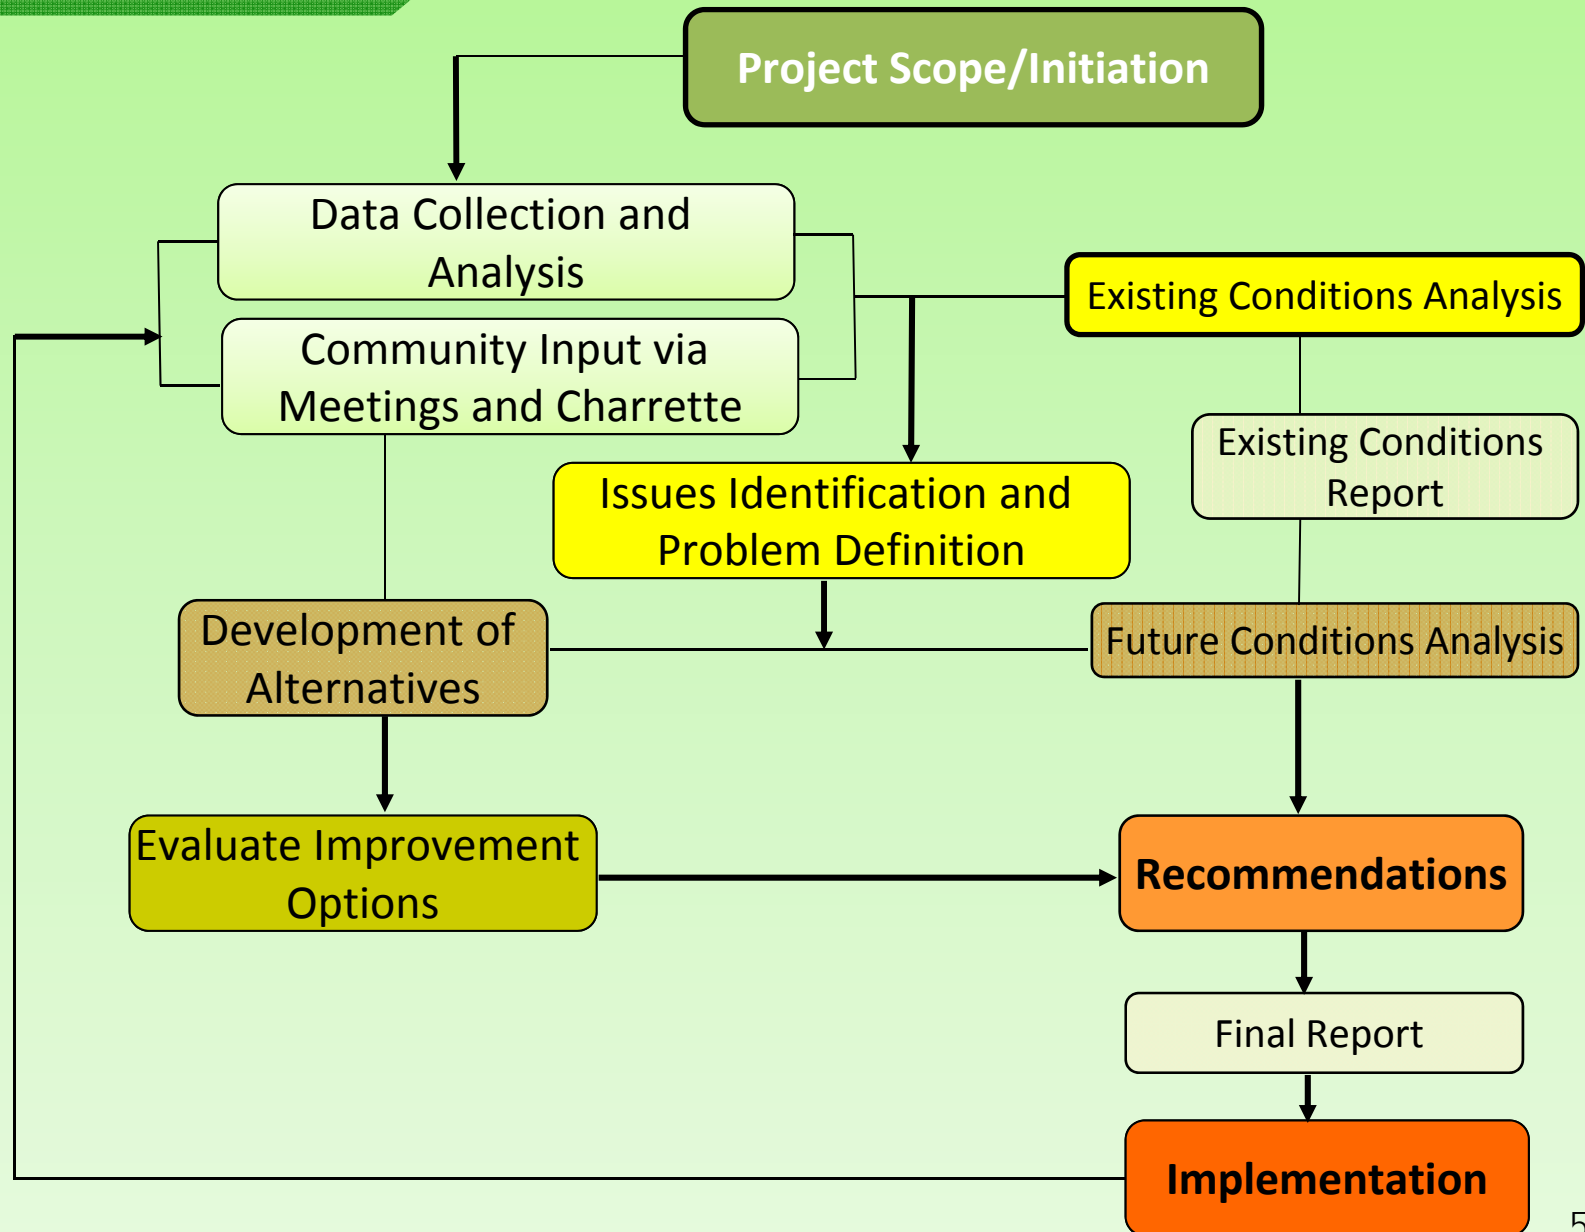 Project Scope/Initiation
Data Collection and
Analysis
Existing Conditions Analysis
Community Input via
Meetings and Charrette
Existing Conditions
Report
Issues Identification and
Problem Definition
Development of
Alternatives
Future Conditions Analysis
Evaluate Improvement
Options
Recommendations
Final Report
Implementation
5